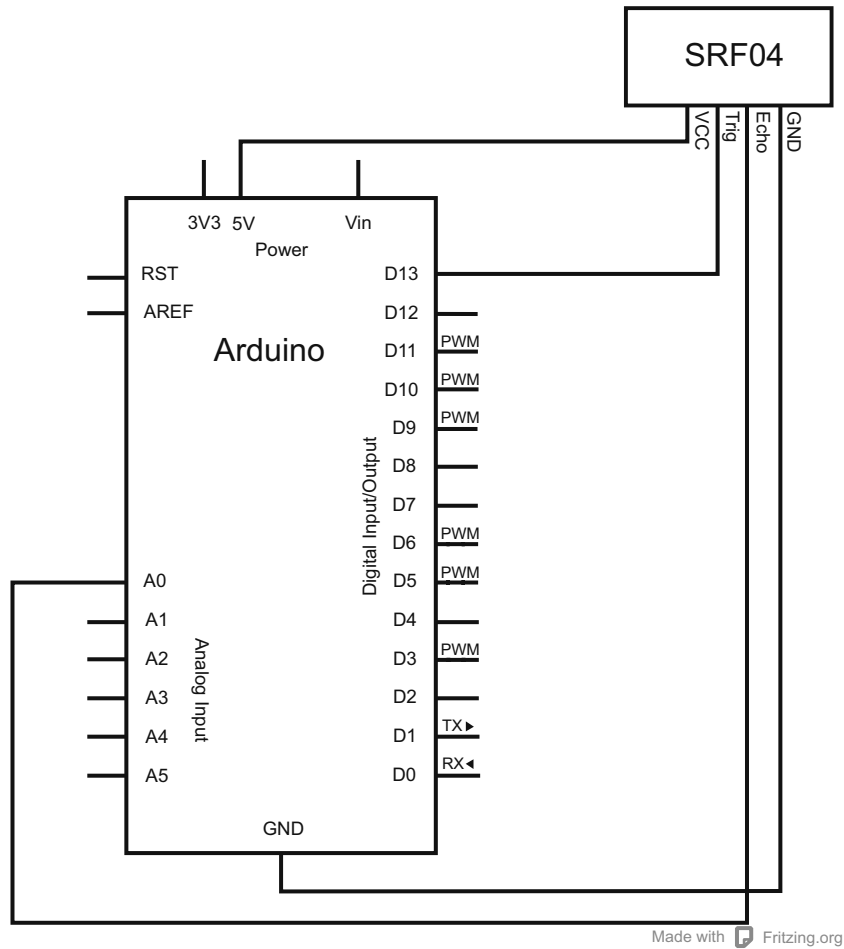 SRF04
VCC
Trig
Echo
GND
3V3 5V Vin
Power
RST D13
AREF D12
Arduino
D11 PWM
D10 PWM
D9 PWM
D8
D7
D6 PWM
Digital Input/Output
A0 D5 PWM
A1 D4
A2 D3 PWM
Analog Input
A3 D2
A4 D1 TX
A5 D0 RX
GND
Made with Fritzing.org